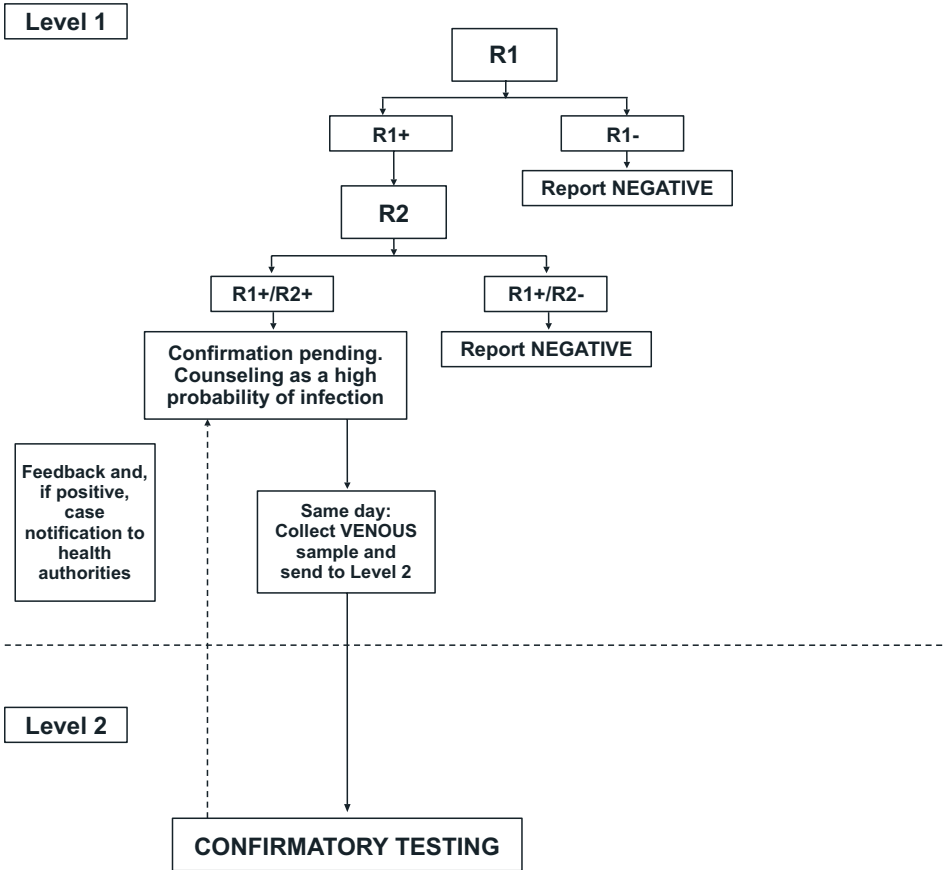 Level 1
R1
R1+
R1-
Report NEGATIVE
R2
R1+/R2+
R1+/R2-
Report NEGATIVE
Confirmation pending.
Counseling as a high
probability of infection
Feedback and,
if positive,
case
notification to
health
authorities
Same day:
Collect VENOUS
sample and
send to Level 2
Level 2
CONFIRMATORY TESTING